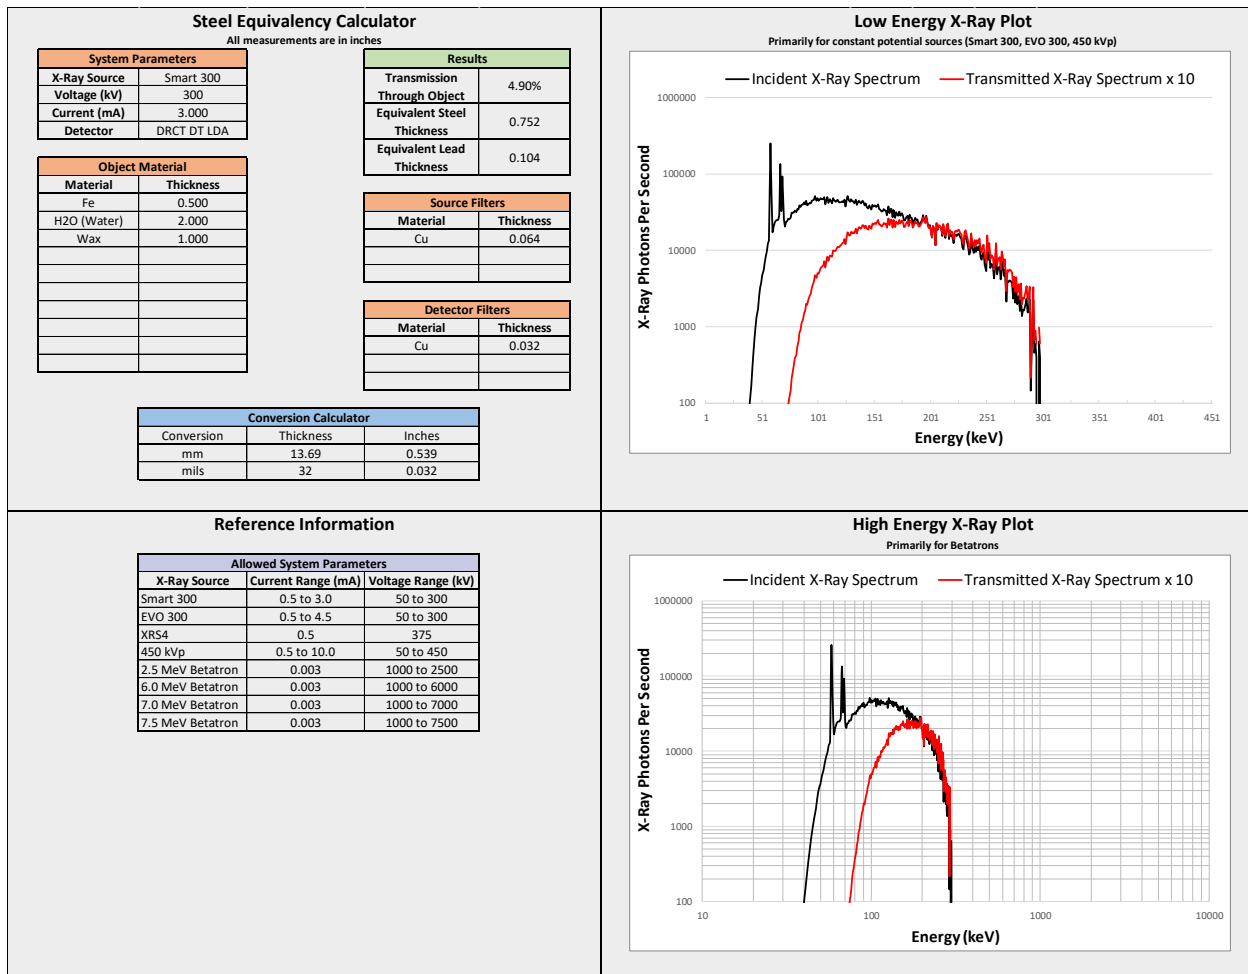 Steel Equivalency Calculator
All measurements are in inches
System Parameters
X-Ray Source Smart 300
Voltage (kV) 300
Current (mA) 3.000
Detector DRCT DT LDA
Results
Transmission
Through Object 4.90%
Equivalent Steel
Thickness 0.752
Equivalent Lead
Thickness 0.104
Object Material
Material Thickness
Fe 0.500
H2O (Water) 2.000
Wax 1.000
Source Filters
Material Thickness
Cu 0.064
Detector Filters
Material Thickness
Cu 0.032
Conversion Calculator
Conversion Thickness Inches
mm 13.69 0.539
mils 32 0.032
Low Energy X-Ray Plot
Primarily for constant potential sources (Smart 300, EVO 300, 450 kVp)
Incident X-Ray Spectrum Transmitted X-Ray Spectrum x 10
X-Ray Photons Per Second
1000000
100000
10000
1000
100
1 51 101 151 201 251 301 351 401 451
Energy (keV)
Reference Information
Allowed System Parameters
X-Ray Source Current Range (mA) Voltage Range (kV)
Smart 300 0.5 to 3.0 50 to 300
EVO 300 0.5 to 4.5 50 to 300
XRS4 0.5 375
450 kVp 0.5 to 10.0 50 to 450
2.5 MeV Betatron 0.003 1000 to 2500
6.0 MeV Betatron 0.003 1000 to 6000
7.0 MeV Betatron 0.003 1000 to 7000
7.5 MeV Betatron 0.003 1000 to 7500
High Energy X-Ray Plot
Primarily for Betatrons
Incident X-Ray Spectrum Transmitted X-Ray Spectrum x 10
X-Ray Photons Per Second
1000000
100000
10000
1000
100
10 100 1000 10000
Energy (keV)